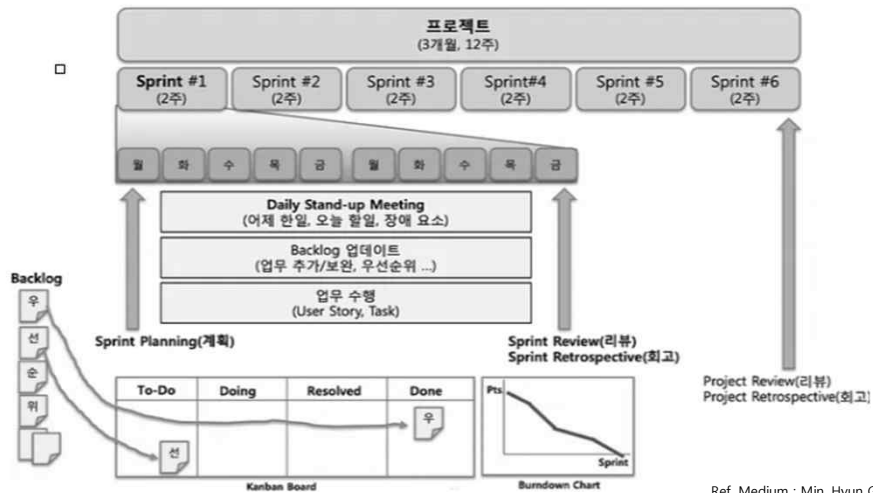 프로젝트
(3개월, 12주)
Sprint #1
(2주)
Sprint #2
(2주)
Sprint #3
(2주)
Sprint#4
(2주)
Sprint #5
(2주)
Sprint #6
(2주)
월 화 수 목 금 월 화 수 목 금
Daily Stand-up Meeting
(어제 한일, 오늘 할일, 장애 요소)
Backlog 업데이트
(업무 추가/보완, 우선순위 ...)
업무 수행
(User Story, Task)
Backlog
우
선
순
위
Sprint Planning(계획)
Sprint Review(리뷰)
Sprint Retrospective(회고)
Project Review(리뷰)
Project Retrospective(회고)
To-Do Doing Resolved Done
우
선
Kanban Board
Pts
Sprint
Burndown Chart
Ref. Medium : Min, Hyun